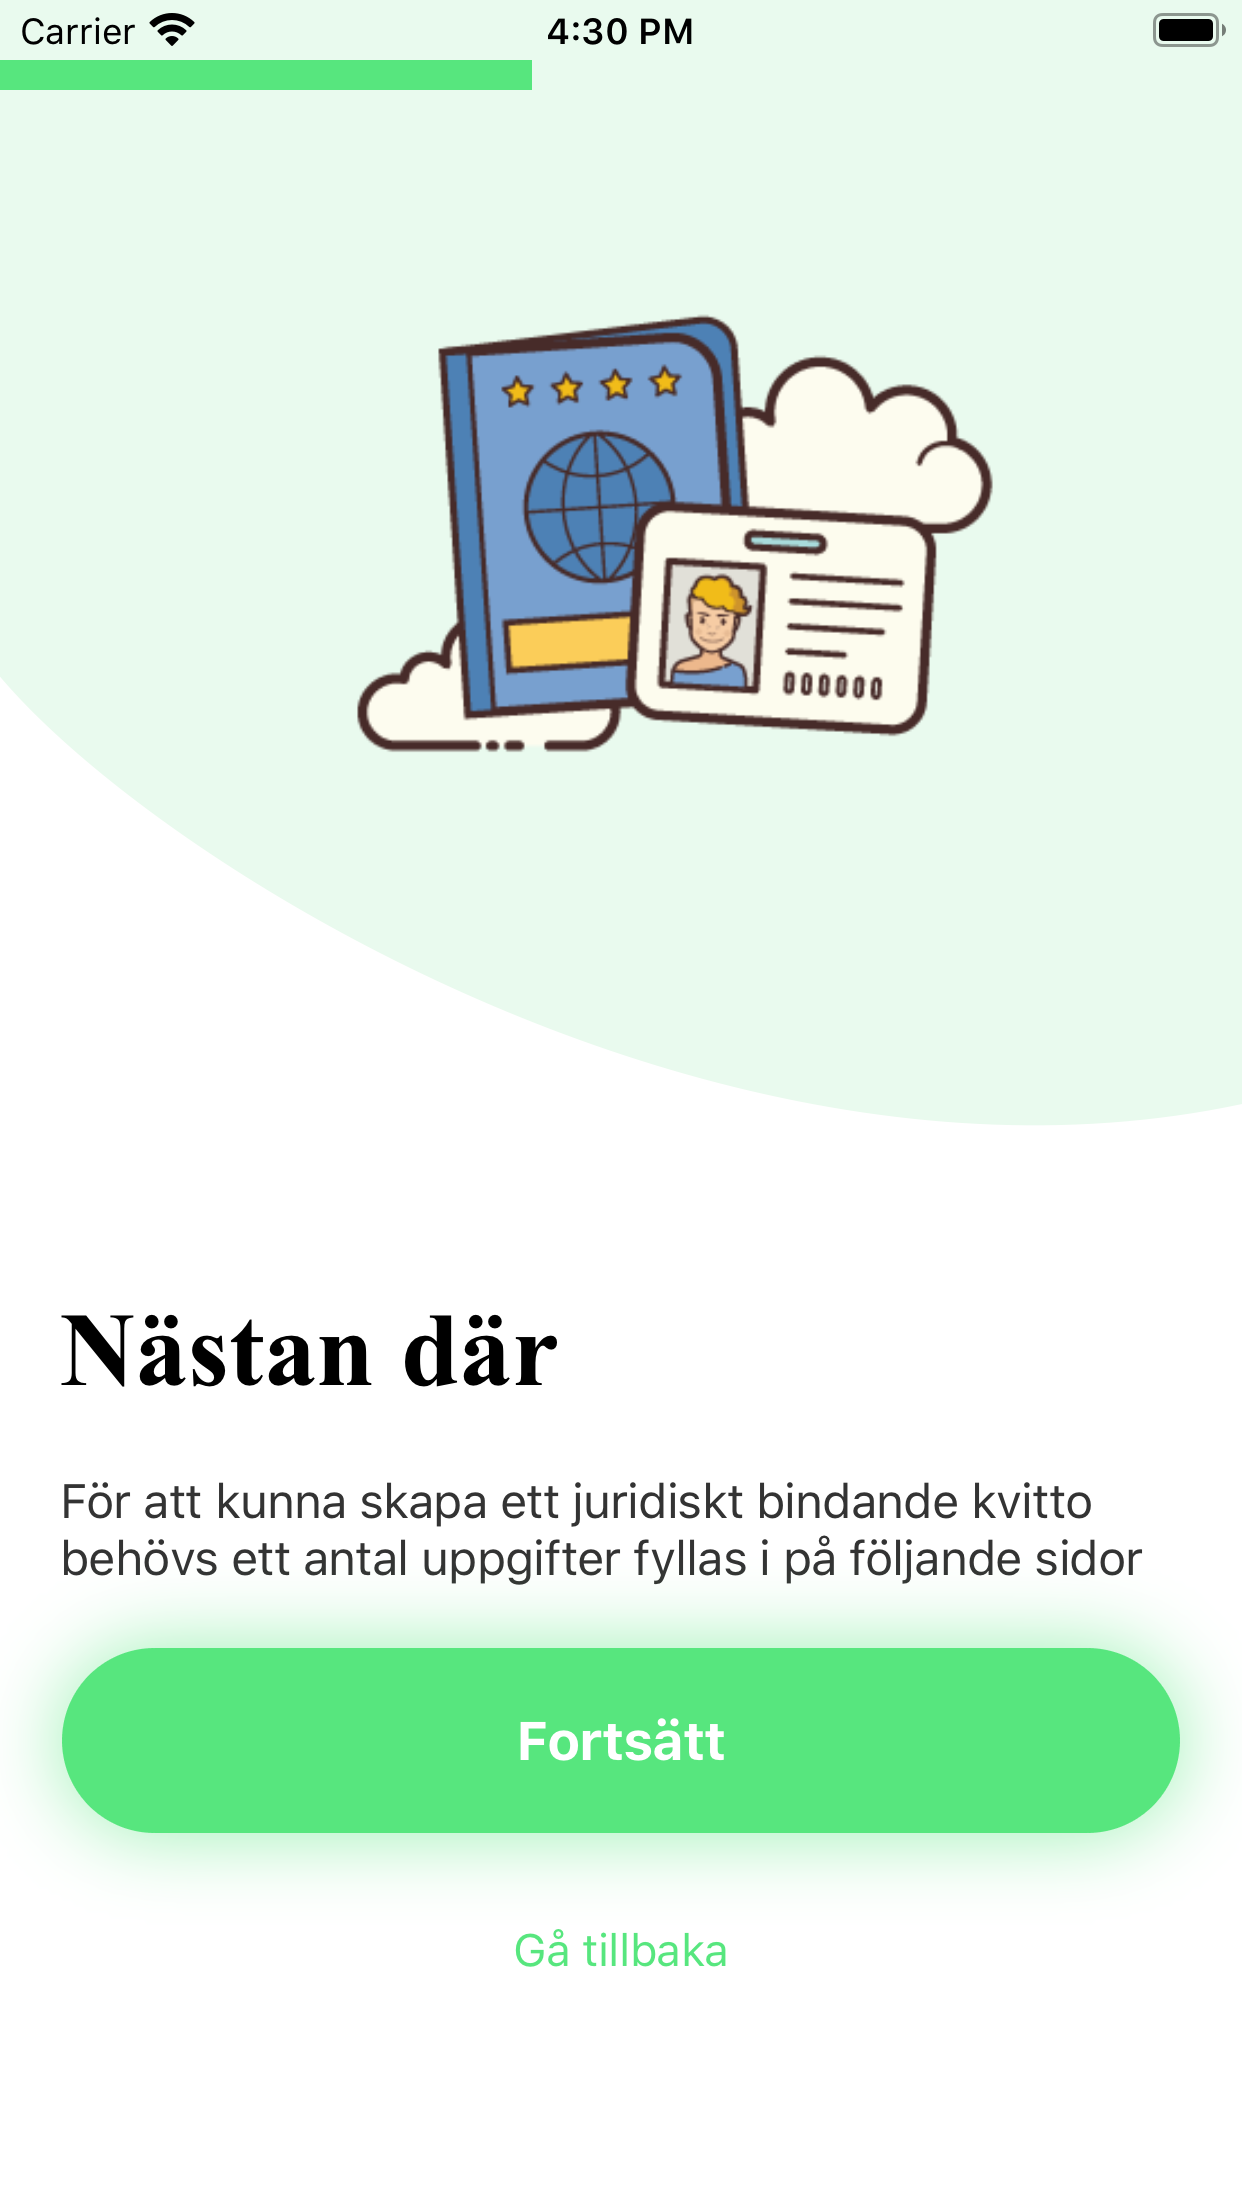 Carrier
4:30 PM
Nästan där
För att kunna skapa ett juridiskt bindande kvitto
behövs ett antal uppgifter fyllas i på följande sidor
Fortsätt
Gå tillbaka